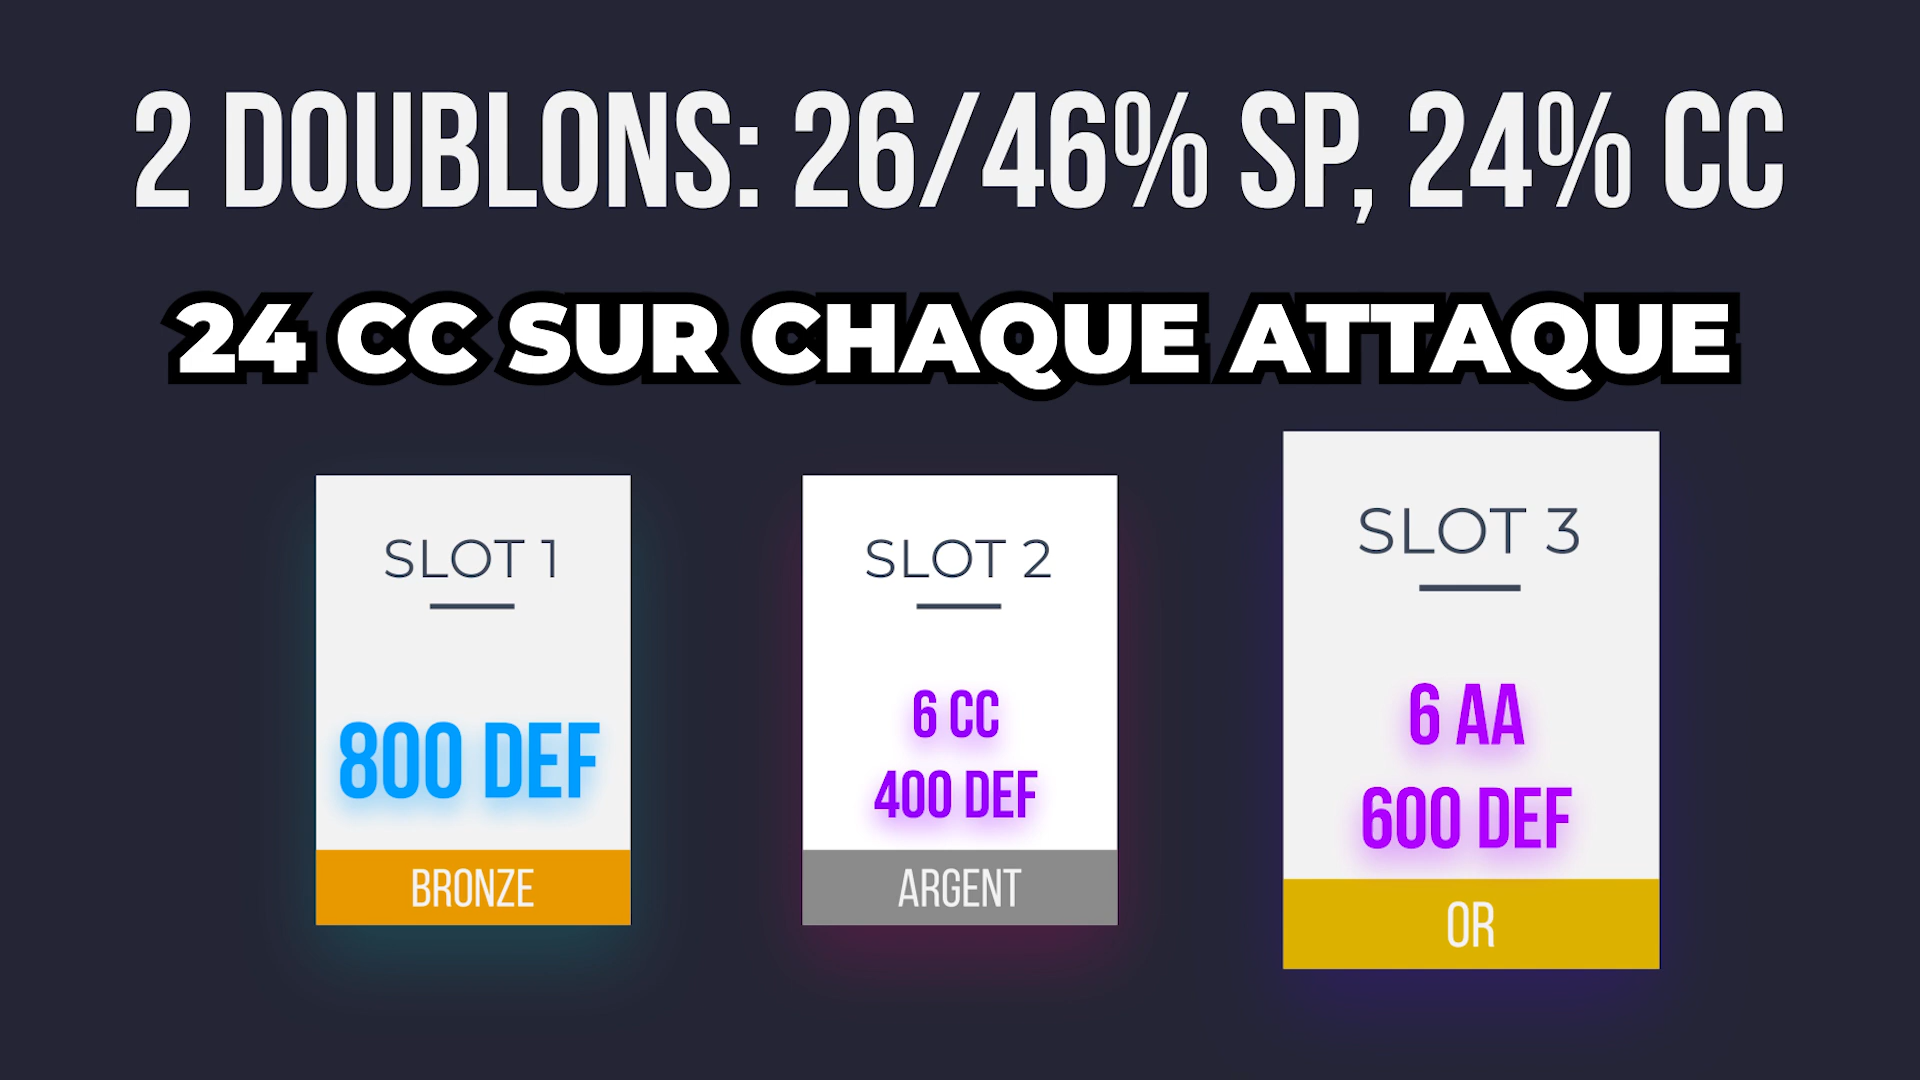 2 DOUBLONS: 26/46% SP, 24% CC
24 CC SUR CHAQUE ATTAQUE
SLOT 1
800 DEF
BRONZE
SLOT 2
6 CC
400 DEF
ARGENT
SLOT 3
6 AA
600 DEF
OR